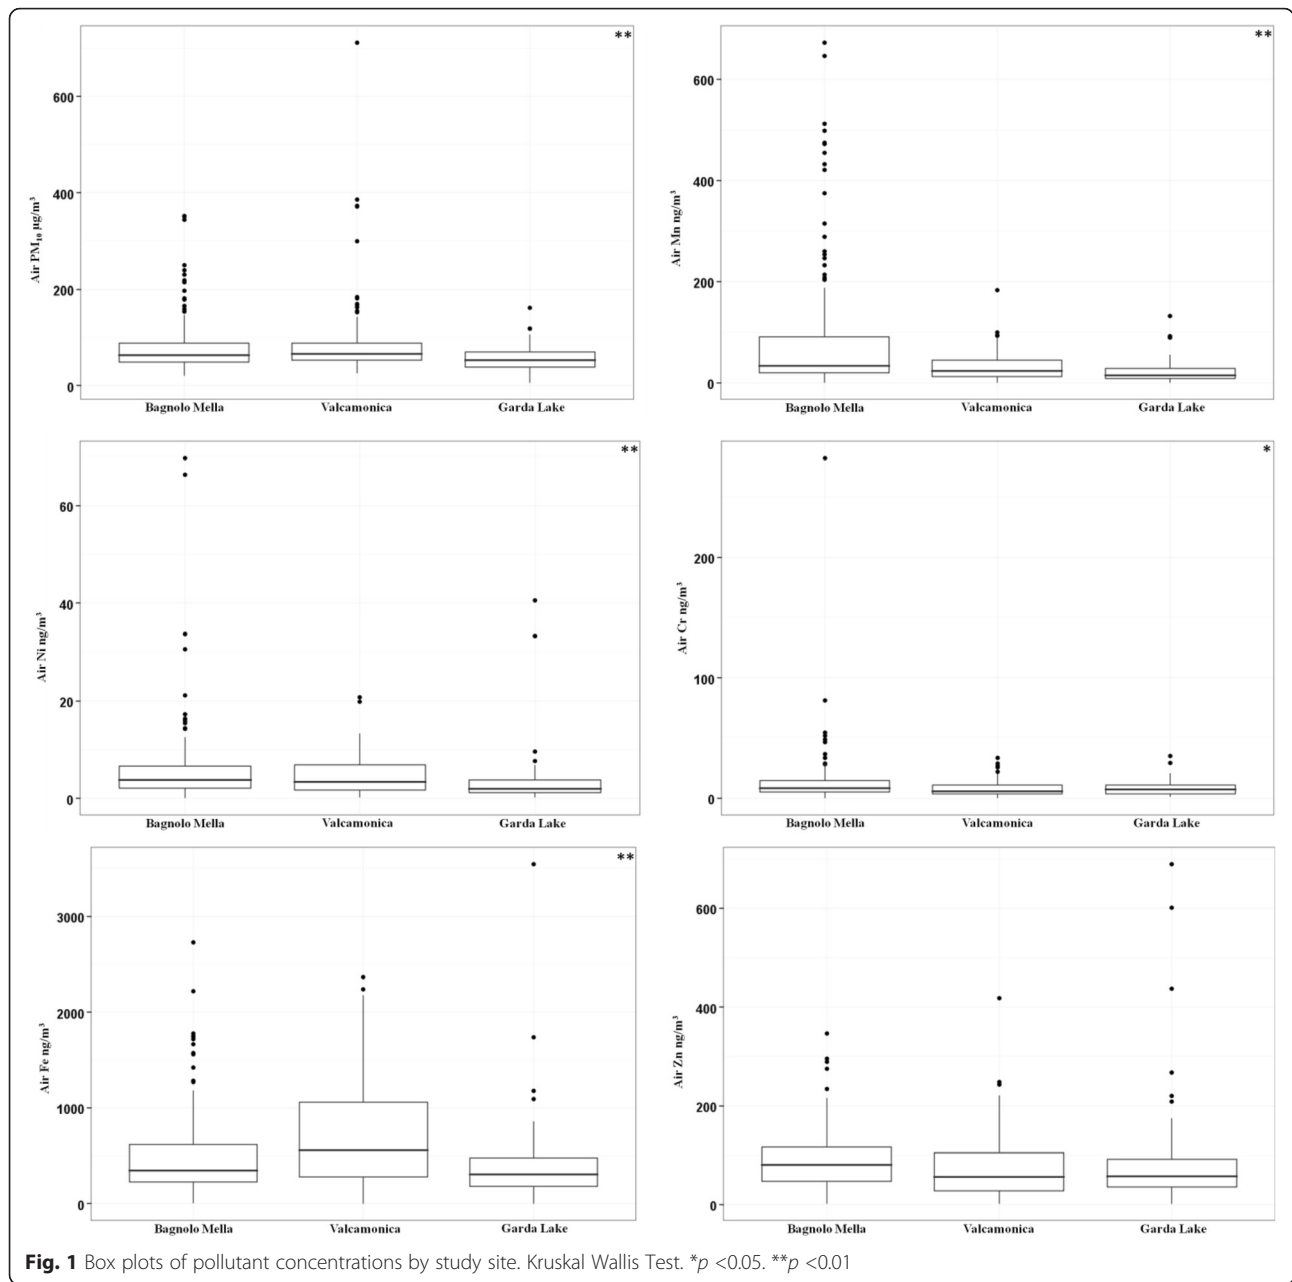 **
600
400
200
0
Air PM₁₀ µg/m³
Bagnolo Mella Valcamonica Garda Lake
**
600
400
200
0
Air Mn ng/m³
Bagnolo Mella Valcamonica Garda Lake
**
60
40
20
0
Air Ni ng/m³
Bagnolo Mella Valcamonica Garda Lake
*
200
100
0
Air Cr ng/m³
Bagnolo Mella Valcamonica Garda Lake
**
3000
2000
1000
0
Air Fe ng/m³
Bagnolo Mella Valcamonica Garda Lake
600
400
200
0
Air Zn ng/m³
Bagnolo Mella Valcamonica Garda Lake
Fig. 1 Box plots of pollutant concentrations by study site. Kruskal Wallis Test. *p <0.05. **p <0.01